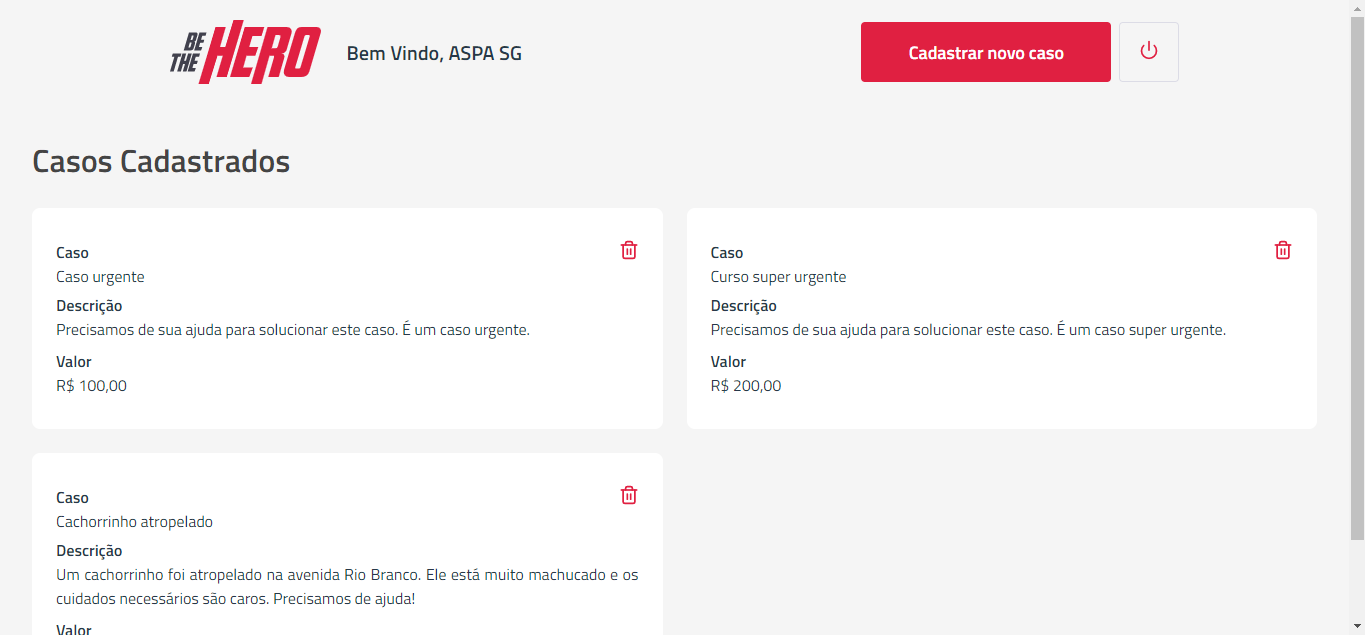 BE THE HERO
Bem Vindo, ASPA SG
Cadastrar novo caso
Casos Cadastrados
Caso
Caso urgente
Descrição
Precisamos de sua ajuda para solucionar este caso. É um caso urgente.
Valor
R$ 100,00
Caso
Curso super urgente
Descrição
Precisamos de sua ajuda para solucionar este caso. É um caso super urgente.
Valor
R$ 200,00
Caso
Cachorrinho atropelado
Descrição
Um cachorrinho foi atropelado na avenida Rio Branco. Ele está muito machucado e os
cuidados necessários são caros. Precisamos de ajuda!
Valor